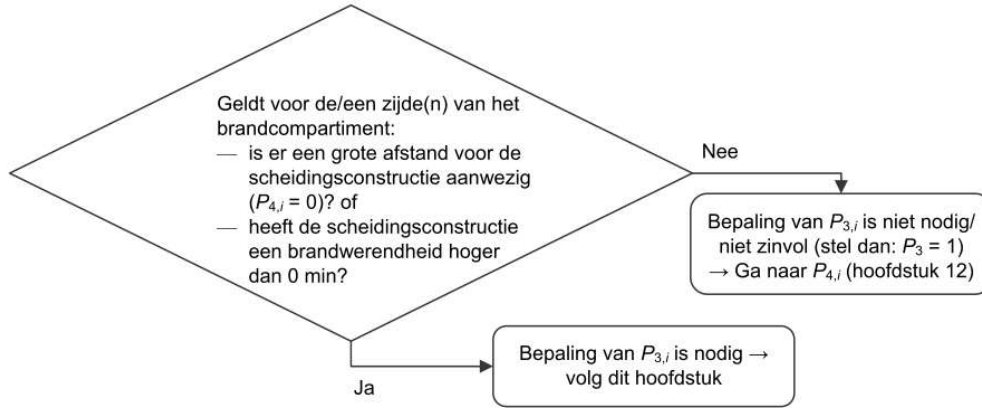 Geldt voor de/een zijde(n) van het
brandcompartiment:
— is er een grote afstand voor de
scheidingsconstructie aanwezig
(P4,i = 0)? of
— heeft de scheidingsconstructie
een brandwerendheid hoger
dan 0 min?
Nee
Bepaling van P3,i is niet nodig/
niet zinvol (stel dan: P3 = 1)
→ Ga naar P4,i (hoofdstuk 12)
Ja
Bepaling van P3,i is nodig →
volg dit hoofdstuk